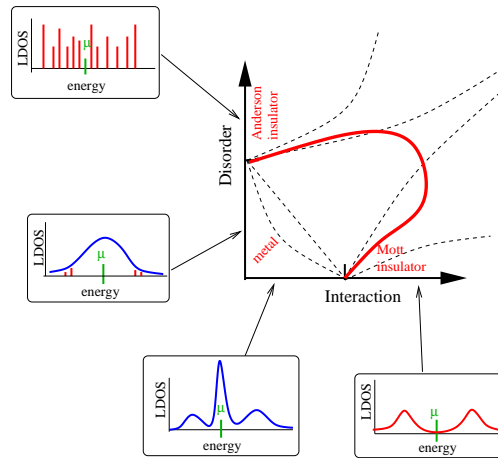 LDOS
μ
energy
Disorder
Anderson
insulator
LDOS
μ
energy
metal
Mott
insulator
Interaction
LDOS
μ
energy
LDOS
μ
energy